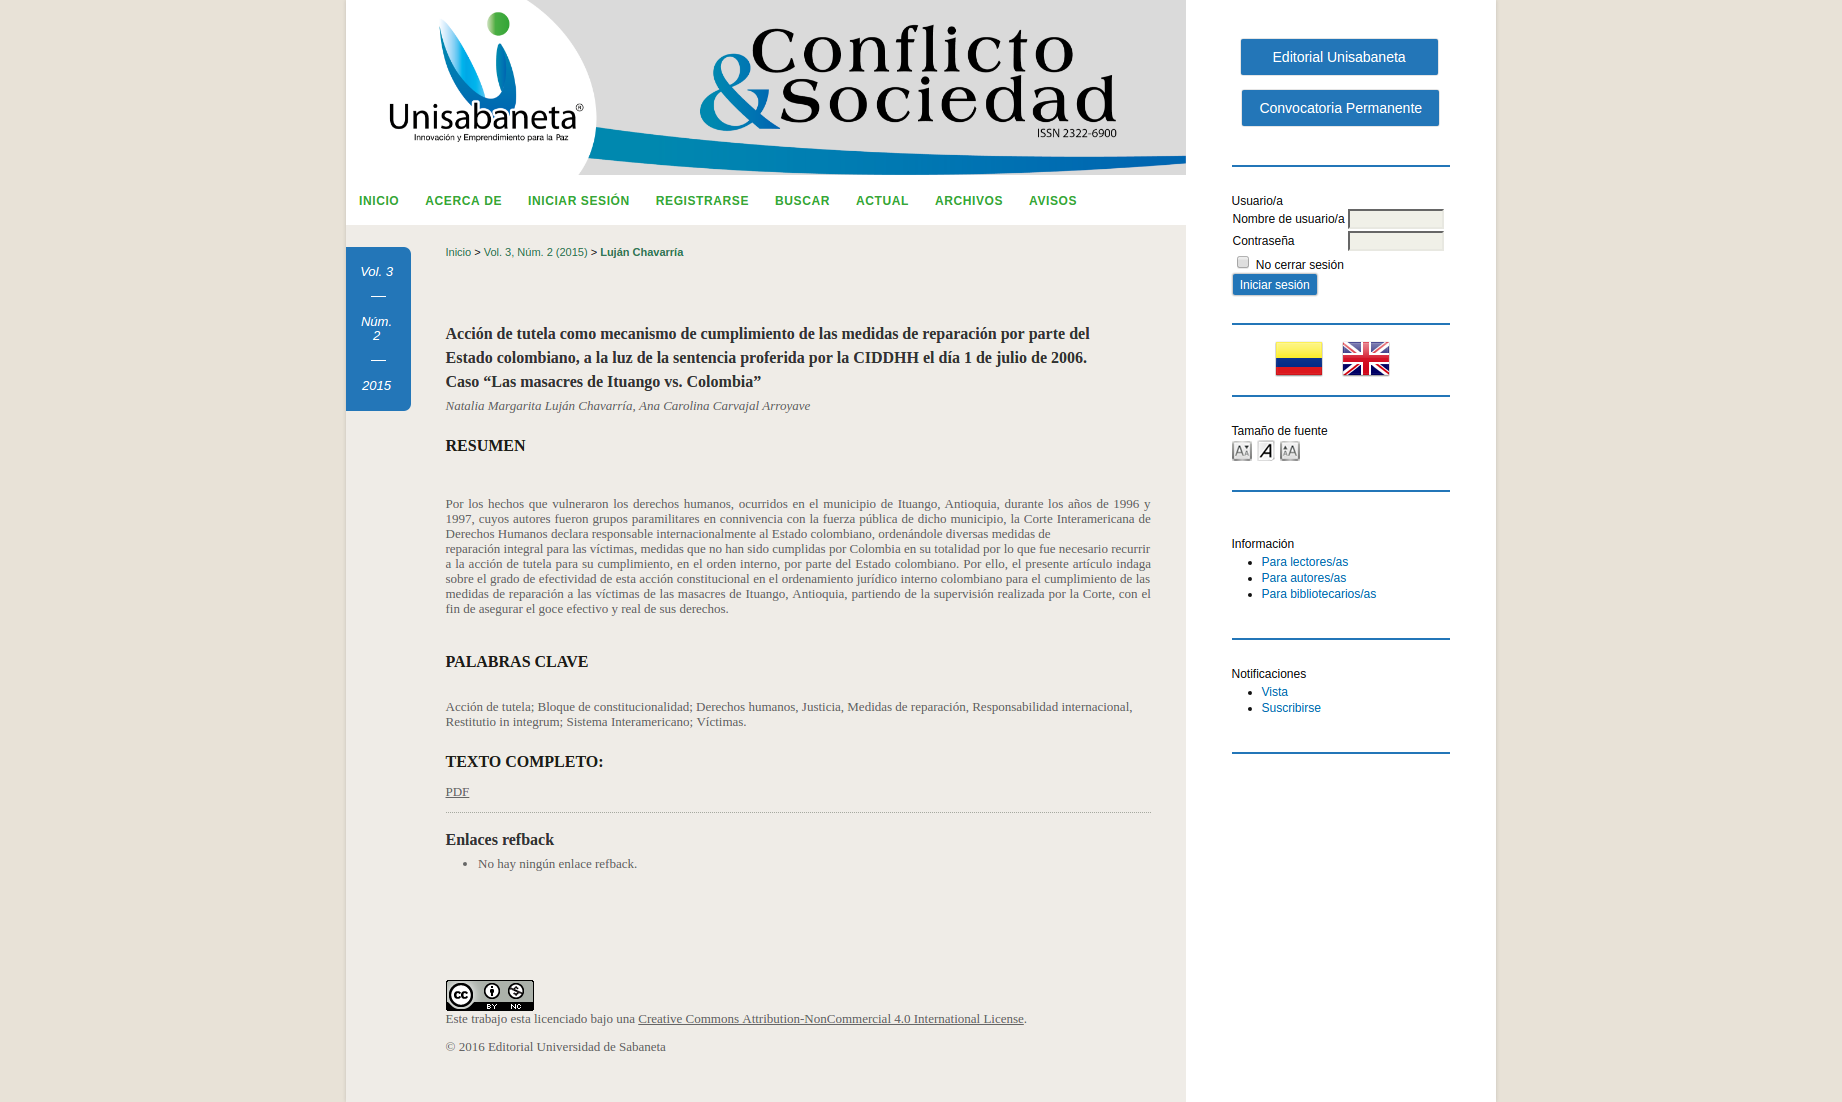 Unisabaneta®
Innovación y Emprendimiento para la Paz
Conflicto
&Sociedad
ISSN 2322-6900
INICIO ACERCA DE INICIAR SESIÓN REGISTRARSE BUSCAR ACTUAL ARCHIVOS AVISOS
Vol. 3
—
Núm.
2
—
2015
Inicio > Vol. 3, Núm. 2 (2015) > Luján Chavarría
Acción de tutela como mecanismo de cumplimiento de las medidas de reparación por parte del
Estado colombiano, a la luz de la sentencia proferida por la CIDDHH el día 1 de julio de 2006.
Caso “Las masacres de Ituango vs. Colombia”
Natalia Margarita Luján Chavarría, Ana Carolina Carvajal Arroyave
RESUMEN
Por los hechos que vulneraron los derechos humanos, ocurridos en el municipio de Ituango, Antioquia, durante los años de 1996 y
1997, cuyos autores fueron grupos paramilitares en connivencia con la fuerza pública de dicho municipio, la Corte Interamericana de
Derechos Humanos declara responsable internacionalmente al Estado colombiano, ordenándole diversas medidas de
reparación integral para las víctimas, medidas que no han sido cumplidas por Colombia en su totalidad por lo que fue necesario recurrir
a la acción de tutela para su cumplimiento, en el orden interno, por parte del Estado colombiano. Por ello, el presente artículo indaga
sobre el grado de efectividad de esta acción constitucional en el ordenamiento jurídico interno colombiano para el cumplimiento de las
medidas de reparación a las víctimas de las masacres de Ituango, Antioquia, partiendo de la supervisión realizada por la Corte, con el
fin de asegurar el goce efectivo y real de sus derechos.
PALABRAS CLAVE
Acción de tutela; Bloque de constitucionalidad; Derechos humanos, Justicia, Medidas de reparación, Responsabilidad internacional,
Restitutio in integrum; Sistema Interamericano; Víctimas.
TEXTO COMPLETO:
PDF
Enlaces refback
No hay ningún enlace refback.
cc BY NC
Este trabajo esta licenciado bajo una Creative Commons Attribution-NonCommercial 4.0 International License.
© 2016 Editorial Universidad de Sabaneta
Editorial Unisabaneta
Convocatoria Permanente
Usuario/a
Nombre de usuario/a
Contraseña
No cerrar sesión
Iniciar sesión
Tamaño de fuente
Información
Para lectores/as
Para autores/as
Para bibliotecarios/as
Notificaciones
Vista
Suscribirse